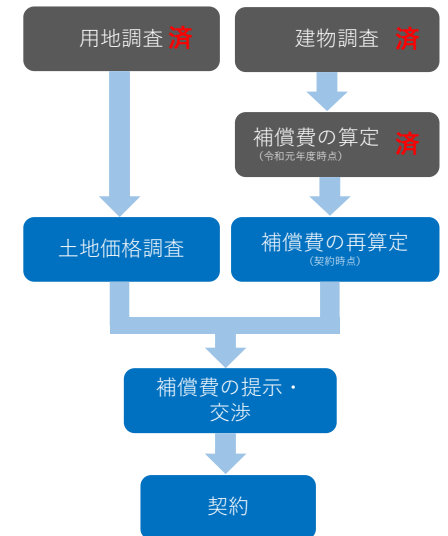 用地調査 済
建物調査 済
補償費の算定 済
(令和元年度時点)
土地価格調査
補償費の再算定
(契約時点)
補償費の提示・
交渉
契約